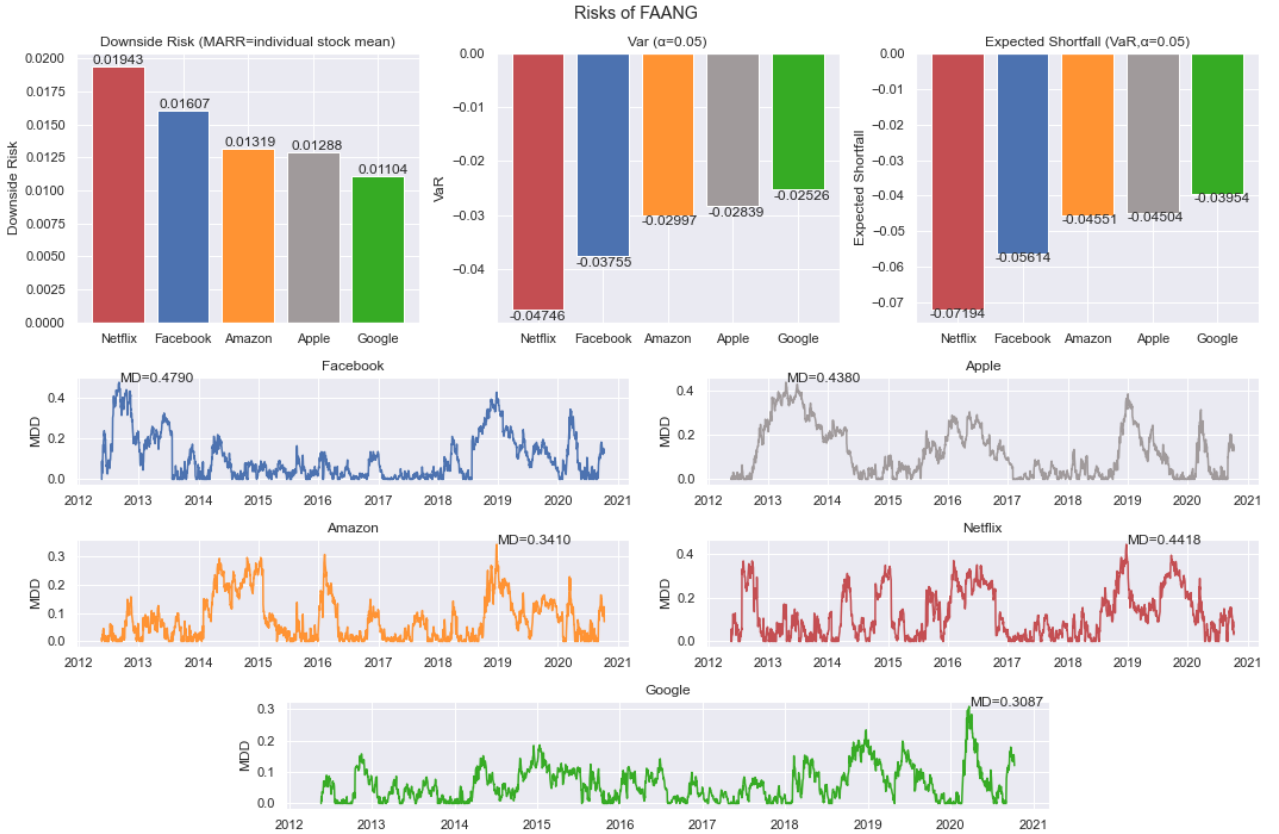 Risks of FAANG
Downside Risk (MARR=individual stock mean)
Downside Risk
0.0200
0.0175
0.0150
0.0125
0.0100
0.0075
0.0050
0.0025
0.0000
0.01943
0.01607
0.01319
0.01288
0.01104
Netflix Facebook Amazon Apple Google
Var (α=0.05)
VaR
0.00
−0.01
−0.02
−0.03
−0.04
-0.04746
-0.03755
-0.02997
-0.02839
-0.02526
Netflix Facebook Amazon Apple Google
Expected Shortfall (VaR,α=0.05)
Expected Shortfall
0.00
−0.01
−0.02
−0.03
−0.04
−0.05
−0.06
−0.07
-0.07194
-0.05614
-0.04551
-0.04504
-0.03954
Netflix Facebook Amazon Apple Google
Facebook
MD=0.4790
MDD
0.4
0.2
0.0
2012 2013 2014 2015 2016 2017 2018 2019 2020 2021
Apple
MD=0.4380
MDD
0.4
0.2
0.0
2012 2013 2014 2015 2016 2017 2018 2019 2020 2021
Amazon
MD=0.3410
MDD
0.3
0.2
0.1
0.0
2012 2013 2014 2015 2016 2017 2018 2019 2020 2021
Netflix
MD=0.4418
MDD
0.4
0.2
0.0
2012 2013 2014 2015 2016 2017 2018 2019 2020 2021
Google
MD=0.3087
MDD
0.3
0.2
0.1
0.0
2012 2013 2014 2015 2016 2017 2018 2019 2020 2021